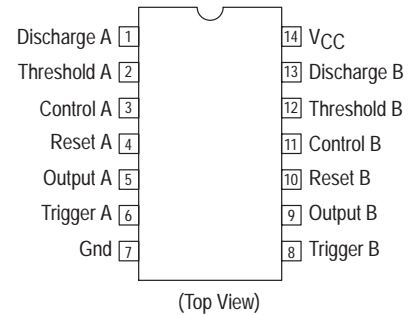 Discharge A 1 14 VCC
Threshold A 2 13 Discharge B
Control A 3 12 Threshold B
Reset A 4 11 Control B
Output A 5 10 Reset B
Trigger A 6 9 Output B
Gnd 7 8 Trigger B
(Top View)